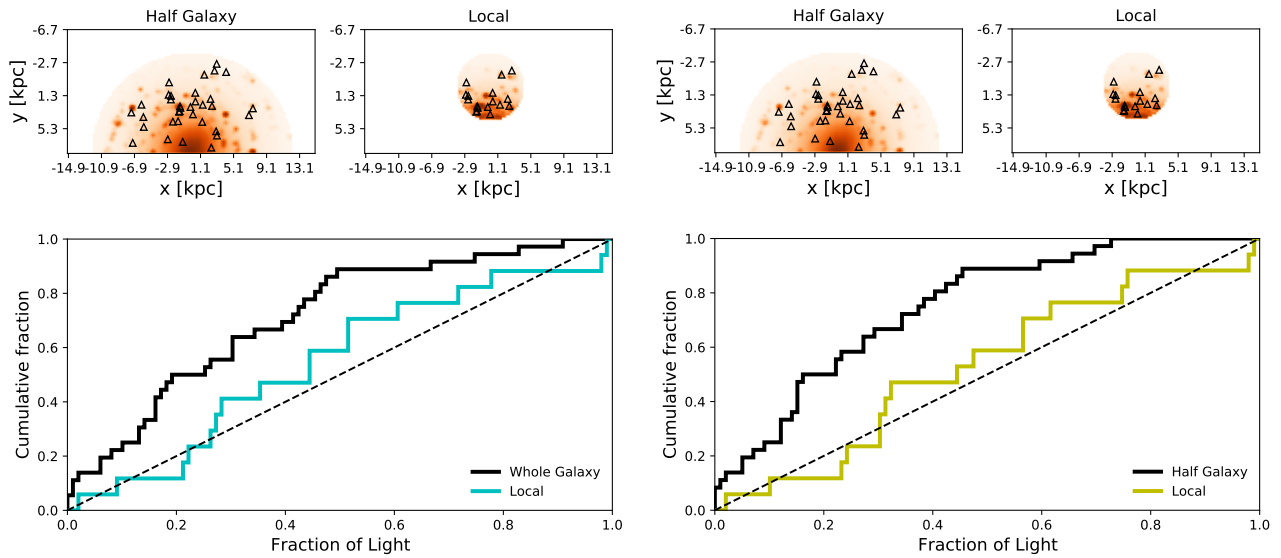 Half Galaxy
Local
-6.7
-2.7
1.3
5.3
y [kpc]
-14.9 -10.9 -6.9 -2.9 1.1 5.1 9.1 13.1
x [kpc]
-6.7
-2.7
1.3
5.3
-14.9 -10.9 -6.9 -2.9 1.1 5.1 9.1 13.1
x [kpc]
Half Galaxy
Local
-6.7
-2.7
1.3
5.3
y [kpc]
-14.9 -10.9 -6.9 -2.9 1.1 5.1 9.1 13.1
x [kpc]
-6.7
-2.7
1.3
5.3
-14.9 -10.9 -6.9 -2.9 1.1 5.1 9.1 13.1
x [kpc]
1.0
0.8
0.6
0.4
0.2
0.0
Cumulative fraction
Whole Galaxy
Local
0.0 0.2 0.4 0.6 0.8 1.0
Fraction of Light
1.0
0.8
0.6
0.4
0.2
0.0
Cumulative fraction
Half Galaxy
Local
0.0 0.2 0.4 0.6 0.8 1.0
Fraction of Light